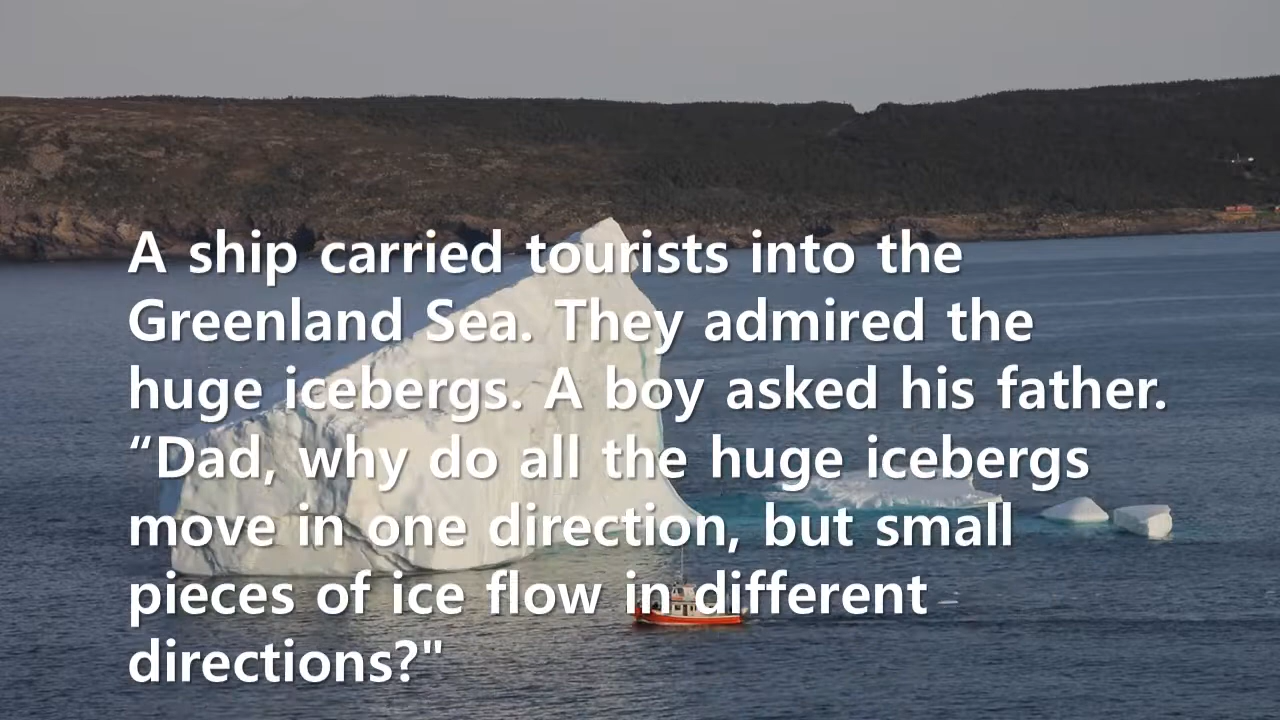 A ship carried tourists into the
Greenland Sea. They admired the
huge icebergs. A boy asked his father.
“Dad, why do all the huge icebergs
move in one direction, but small
pieces of ice flow in different
directions?"